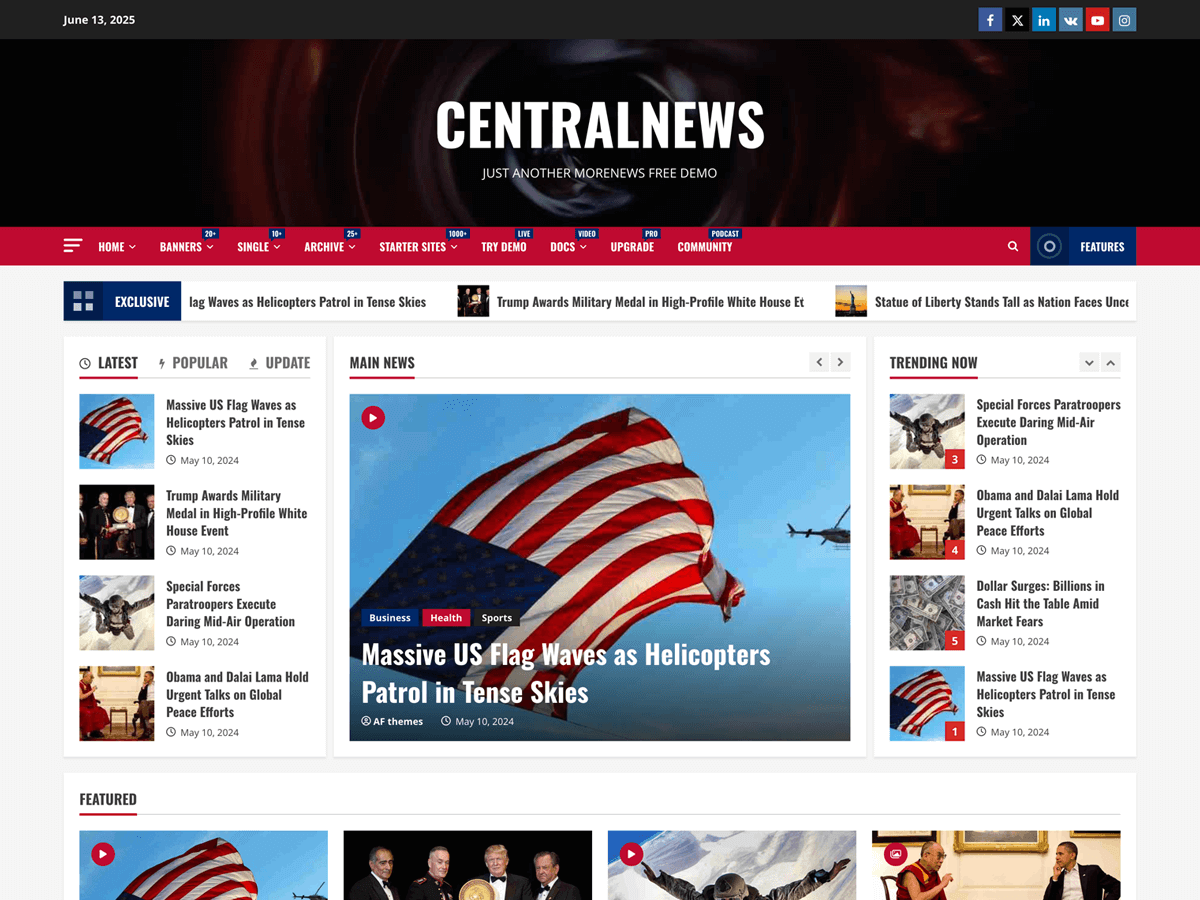 June 13, 2025
CENTRALNEWS
JUST ANOTHER MORENEWS FREE DEMO
20+ 10+ 25+ 1000+ LIVE VIDEO PRO PODCAST
HOME BANNERS SINGLE ARCHIVE STARTER SITES TRY DEMO DOCS UPGRADE COMMUNITY FEATURES
EXCLUSIVE lag Waves as Helicopters Patrol in Tense Skies Trump Awards Military Medal in High-Profile White House Et Statue of Liberty Stands Tall as Nation Faces Unce
LATEST POPULAR UPDATE
Massive US Flag Waves as
Helicopters Patrol in Tense
Skies
May 10, 2024
Trump Awards Military
Medal in High-Profile White
House Event
May 10, 2024
Special Forces
Paratroopers Execute
Daring Mid-Air Operation
May 10, 2024
Obama and Dalai Lama Hold
Urgent Talks on Global
Peace Efforts
May 10, 2024
MAIN NEWS
Business Health Sports
Massive US Flag Waves as Helicopters
Patrol in Tense Skies
AF themes May 10, 2024
TRENDING NOW
Special Forces Paratroopers
Execute Daring Mid-Air
Operation
3 May 10, 2024
Obama and Dalai Lama Hold
Urgent Talks on Global
Peace Efforts
4 May 10, 2024
Dollar Surges: Billions in
Cash Hit the Table Amid
Market Fears
5 May 10, 2024
Massive US Flag Waves as
Helicopters Patrol in Tense
Skies
1 May 10, 2024
FEATURED